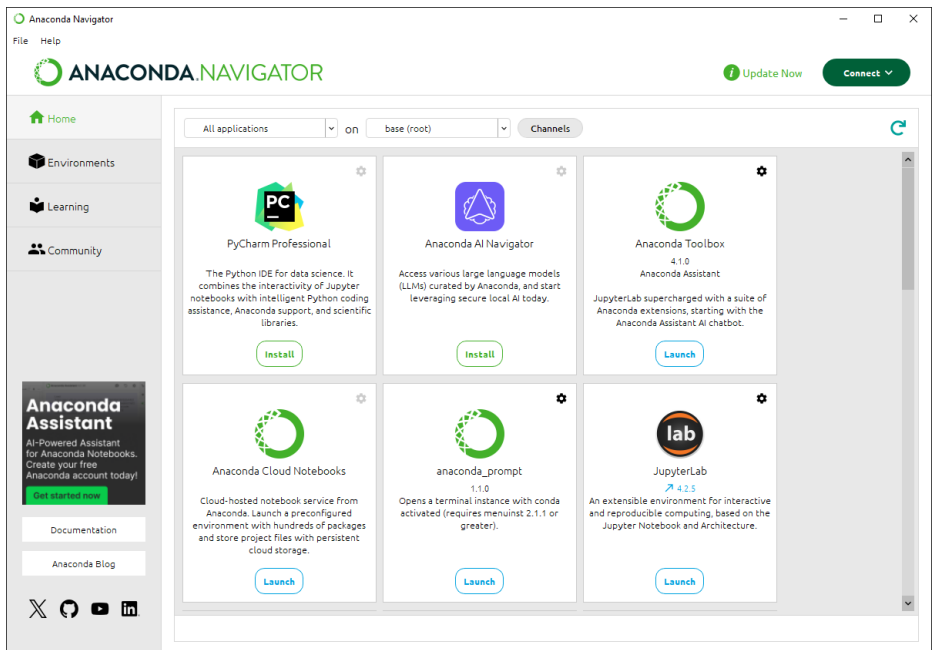 Anaconda Navigator
File Help
ANACONDA.NAVIGATOR
i Update Now
Connect
Home
Environments
Learning
Community
All applications
on
base (root)
Channels
PC
PyCharm Professional
The Python IDE for data science. It
combines the interactivity of Jupyter
notebooks with intelligent Python coding
assistance, Anaconda support, and scientific
libraries.
Install
Anaconda AI Navigator
Access various large language models
(LLMs) curated by Anaconda, and start
leveraging secure local AI today.
Install
Anaconda Toolbox
4.1.0
Anaconda Assistant
JupyterLab supercharged with a suite of
Anaconda extensions, starting with the
Anaconda Assistant AI chatbot.
Launch
Anaconda Cloud Notebooks
Cloud-hosted notebook service from
Anaconda. Launch a preconfigured
environment with hundreds of packages
and store project files with persistent
cloud storage.
Launch
anaconda_prompt
1.1.0
Opens a terminal instance with conda
activated (requires menuinst 2.1.1 or
greater).
Launch
lab
JupyterLab
4.2.5
An extensible environment for interactive
and reproducible computing, based on the
Jupyter Notebook and Architecture.
Launch
Anaconda
Assistant
AI-Powered Assistant
for Anaconda Notebooks.
Create your free
Anaconda account today!
Get started now
Documentation
Anaconda Blog
in